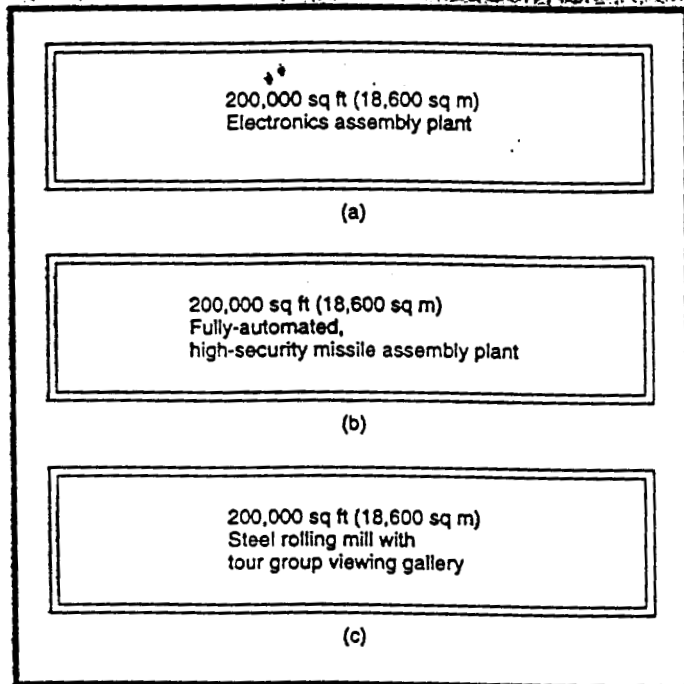 200,000 sq ft (18,600 sq m)
Electronics assembly plant
(a)
200,000 sq ft (18,600 sq m)
Fully-automated,
high-security missile assembly plant
(b)
200,000 sq ft (18,600 sq m)
Steel rolling mill with
tour group viewing gallery
(c)